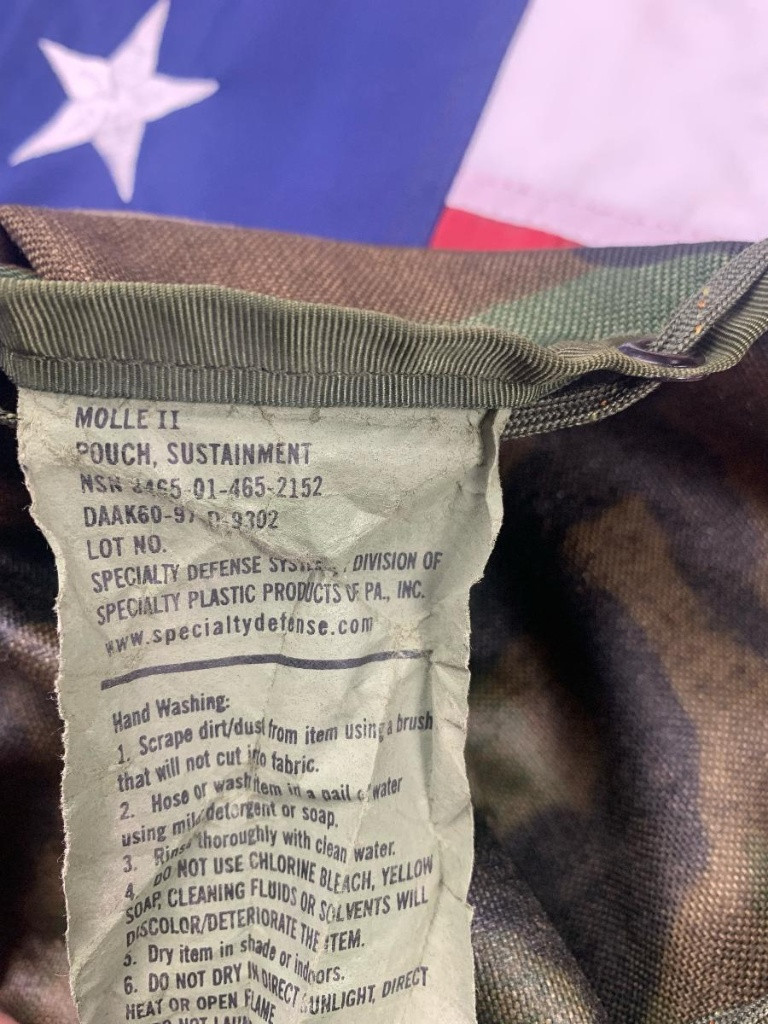 MOLLE II
POUCH, SUSTAINMENT
NSN 8465-01-465-2152
DAAK60-97-D-9302
LOT NO.
SPECIALTY DEFENSE SYSTEMS, DIVISION OF
SPECIALTY PLASTIC PRODUCTS OF PA., INC.
www.specialtydefense.com
Hand Washing:
1. Scrape dirt/dust from item using a brush
that will not cut into fabric.
2. Hose or wash item in a pail of water
using mild detergent or soap.
3. Rinse thoroughly with clean water.
4. DO NOT USE CHLORINE BLEACH, YELLOW
SOAP, CLEANING FLUIDS OR SOLVENTS WILL
DISCOLOR/DETERIORATE THE ITEM.
5. Dry item in shade or indoors.
6. DO NOT DRY IN DIRECT SUNLIGHT, DIRECT
HEAT OR OPEN FLAME
DO NOT